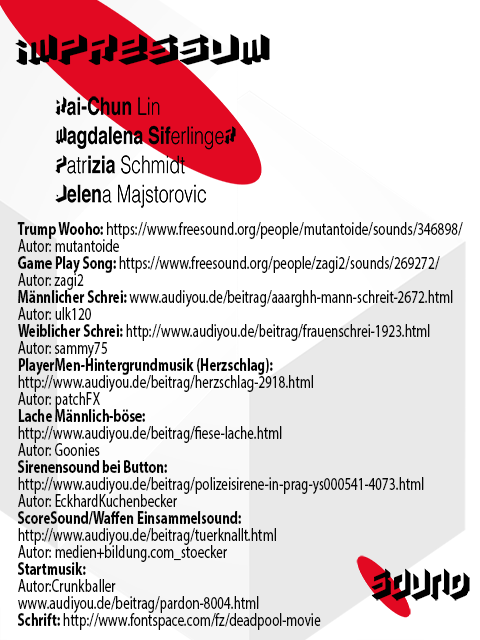 IMPRESSUM
Hai-Chun Lin
Magdalena Siferlinger
Patrizia Schmidt
Jelena Majstorovic
Trump Wooho: https://www.freesound.org/people/mutantoide/sounds/346898/
Autor: mutantoide
Game Play Song: https://www.freesound.org/people/zagi2/sounds/269272/
Autor: zagi2
Männlicher Schrei: www.audiyou.de/beitrag/aaarghh-mann-schreit-2672.html
Autor: ulk120
Weiblicher Schrei: http://www.audiyou.de/beitrag/frauenschrei-1923.html
Autor: sammy75
PlayerMen-Hintergrundmusik (Herzschlag):
http://www.audiyou.de/beitrag/herzschlag-2918.html
Autor: patchFX
Lache Männlich-böse:
http://www.audiyou.de/beitrag/fiese-lache.html
Autor: Goonies
Sirenensound bei Button:
http://www.audiyou.de/beitrag/polizeisirene-in-prag-ys000541-4073.html
Autor: EckhardKuchenbecker
ScoreSound/Waffen Einsammelsound:
http://www.audiyou.de/beitrag/tuerknallt.html
Autor: medien+bildung.com_stoecker
Startmusik:
Autor:Crunkballer
www.audiyou.de/beitrag/pardon-8004.html
Schrift: http://www.fontspace.com/fz/deadpool-movie
SOUND